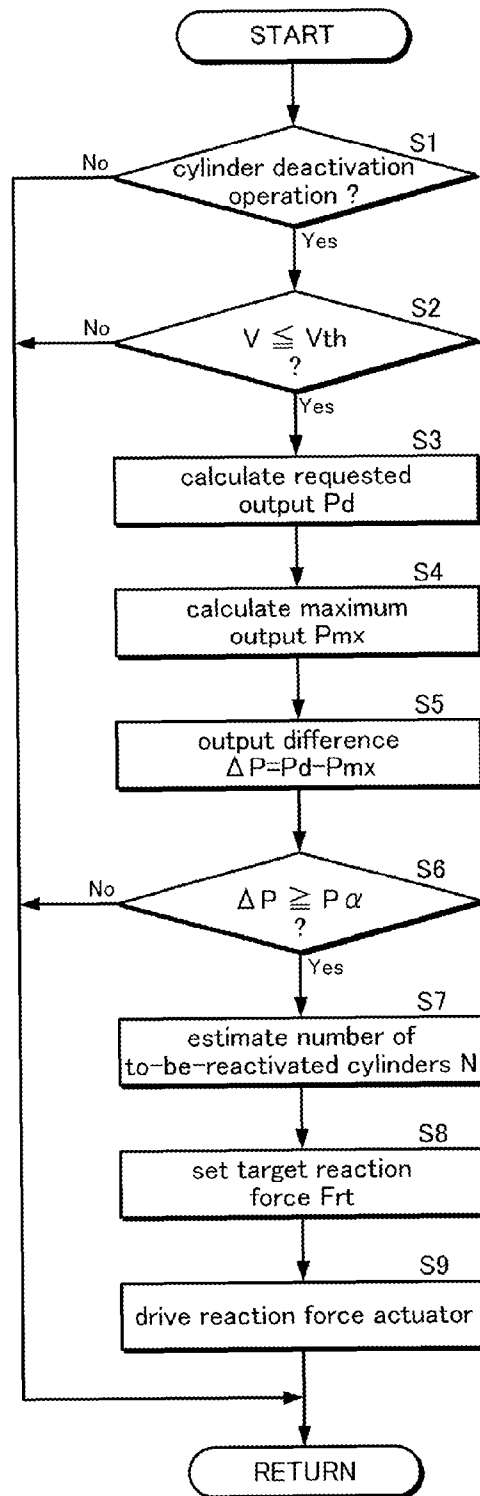 START
S1
No
cylinder deactivation
operation ?
Yes
S2
No
V ≦ Vth
?
Yes
S3
calculate requested
output Pd
S4
calculate maximum
output Pmx
S5
output difference
ΔP=Pd-Pmx
S6
No
ΔP ≧ Pα
?
Yes
S7
estimate number of
to-be-reactivated cylinders N
S8
set target reaction
force Frt
S9
drive reaction force actuator
RETURN